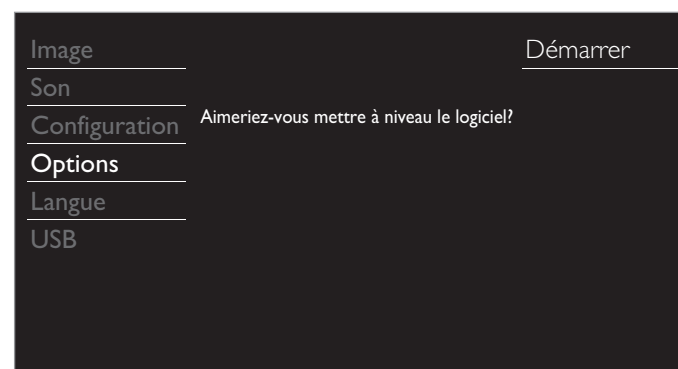 Image
Démarrer
Son
Configuration
Aimeriez-vous mettre à niveau le logiciel?
Options
Langue
USB